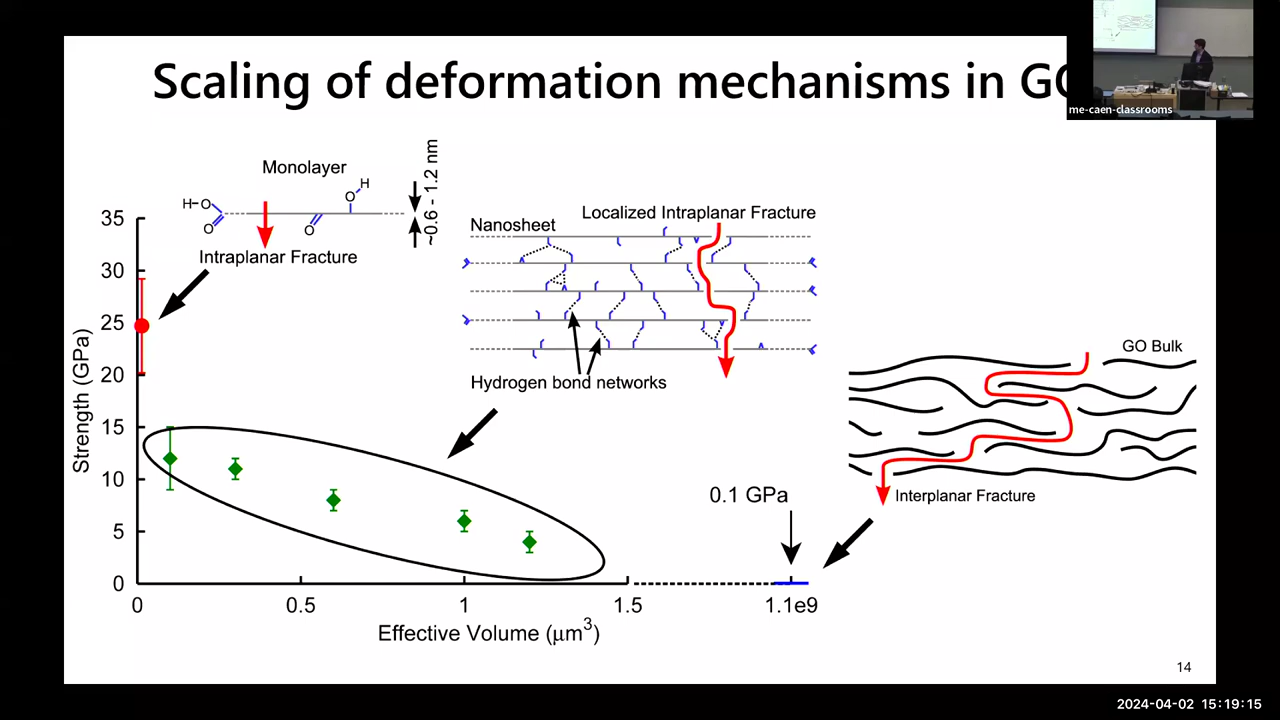 Scaling of deformation mechanisms in GO
me-caen-classrooms
Monolayer
H
O
O
H
O
O
~0.6 - 1.2 nm
Intraplanar Fracture
Nanosheet
Localized Intraplanar Fracture
Hydrogen bond networks
GO Bulk
Interplanar Fracture
0.1 GPa
Strength (GPa)
35
30
25
20
15
10
5
0
0
0.5
1
1.5
1.1e9
Effective Volume (μm³)
14
2024-04-02 15:19:15